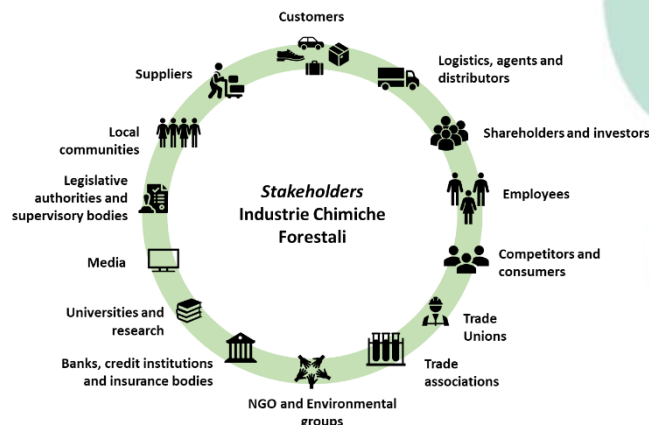 Customers
Logistics, agents and
distributors
Shareholders and investors
Employees
Competitors and
consumers
Trade
Unions
Trade
associations
NGO and Environmental
groups
Banks, credit institutions
and insurance bodies
Universities and
research
Media
Legislative
authorities and
supervisory bodies
Local
communities
Suppliers
Stakeholders
Industrie Chimiche
Forestali